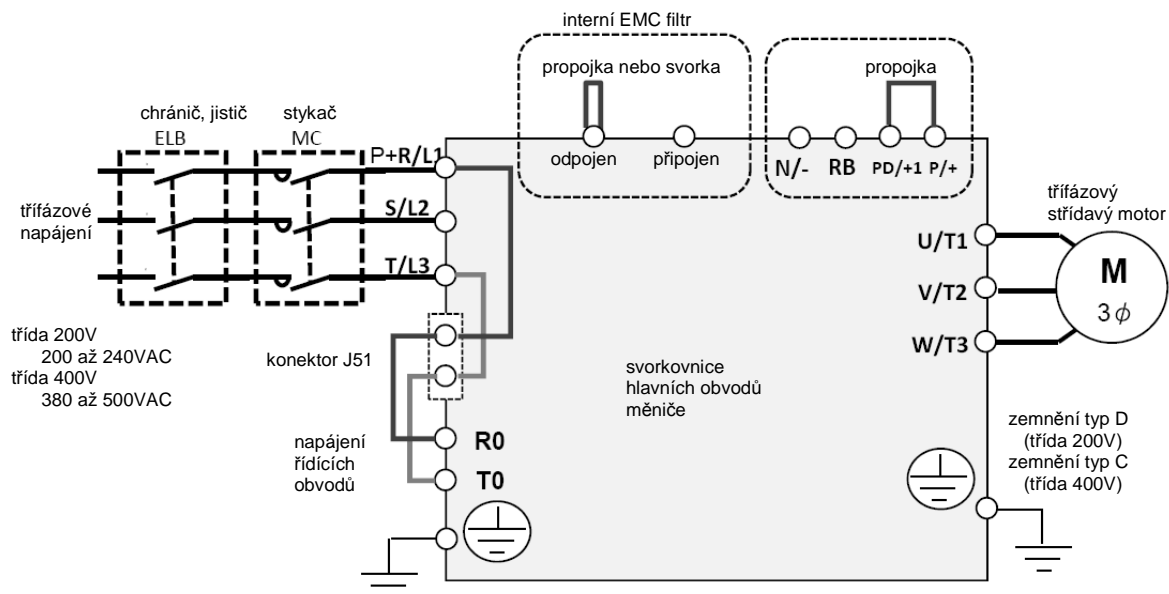 interní EMC filtr
propojka nebo svorka
propojka
odpojen
připojen
N/-
RB
PD/+1
P/+
chránič, jistič
ELB
stykač
MC
P+R/L1
S/L2
T/L3
třífázové
napájení
třída 200V
200 až 240VAC
třída 400V
380 až 500VAC
konektor J51
napájení
řídících
obvodů
R0
T0
svorkovnice
hlavních obvodů
měniče
U/T1
V/T2
W/T3
třífázový
střídavý motor
M
3ϕ
zemnění typ D
(třída 200V)
zemnění typ C
(třída 400V)